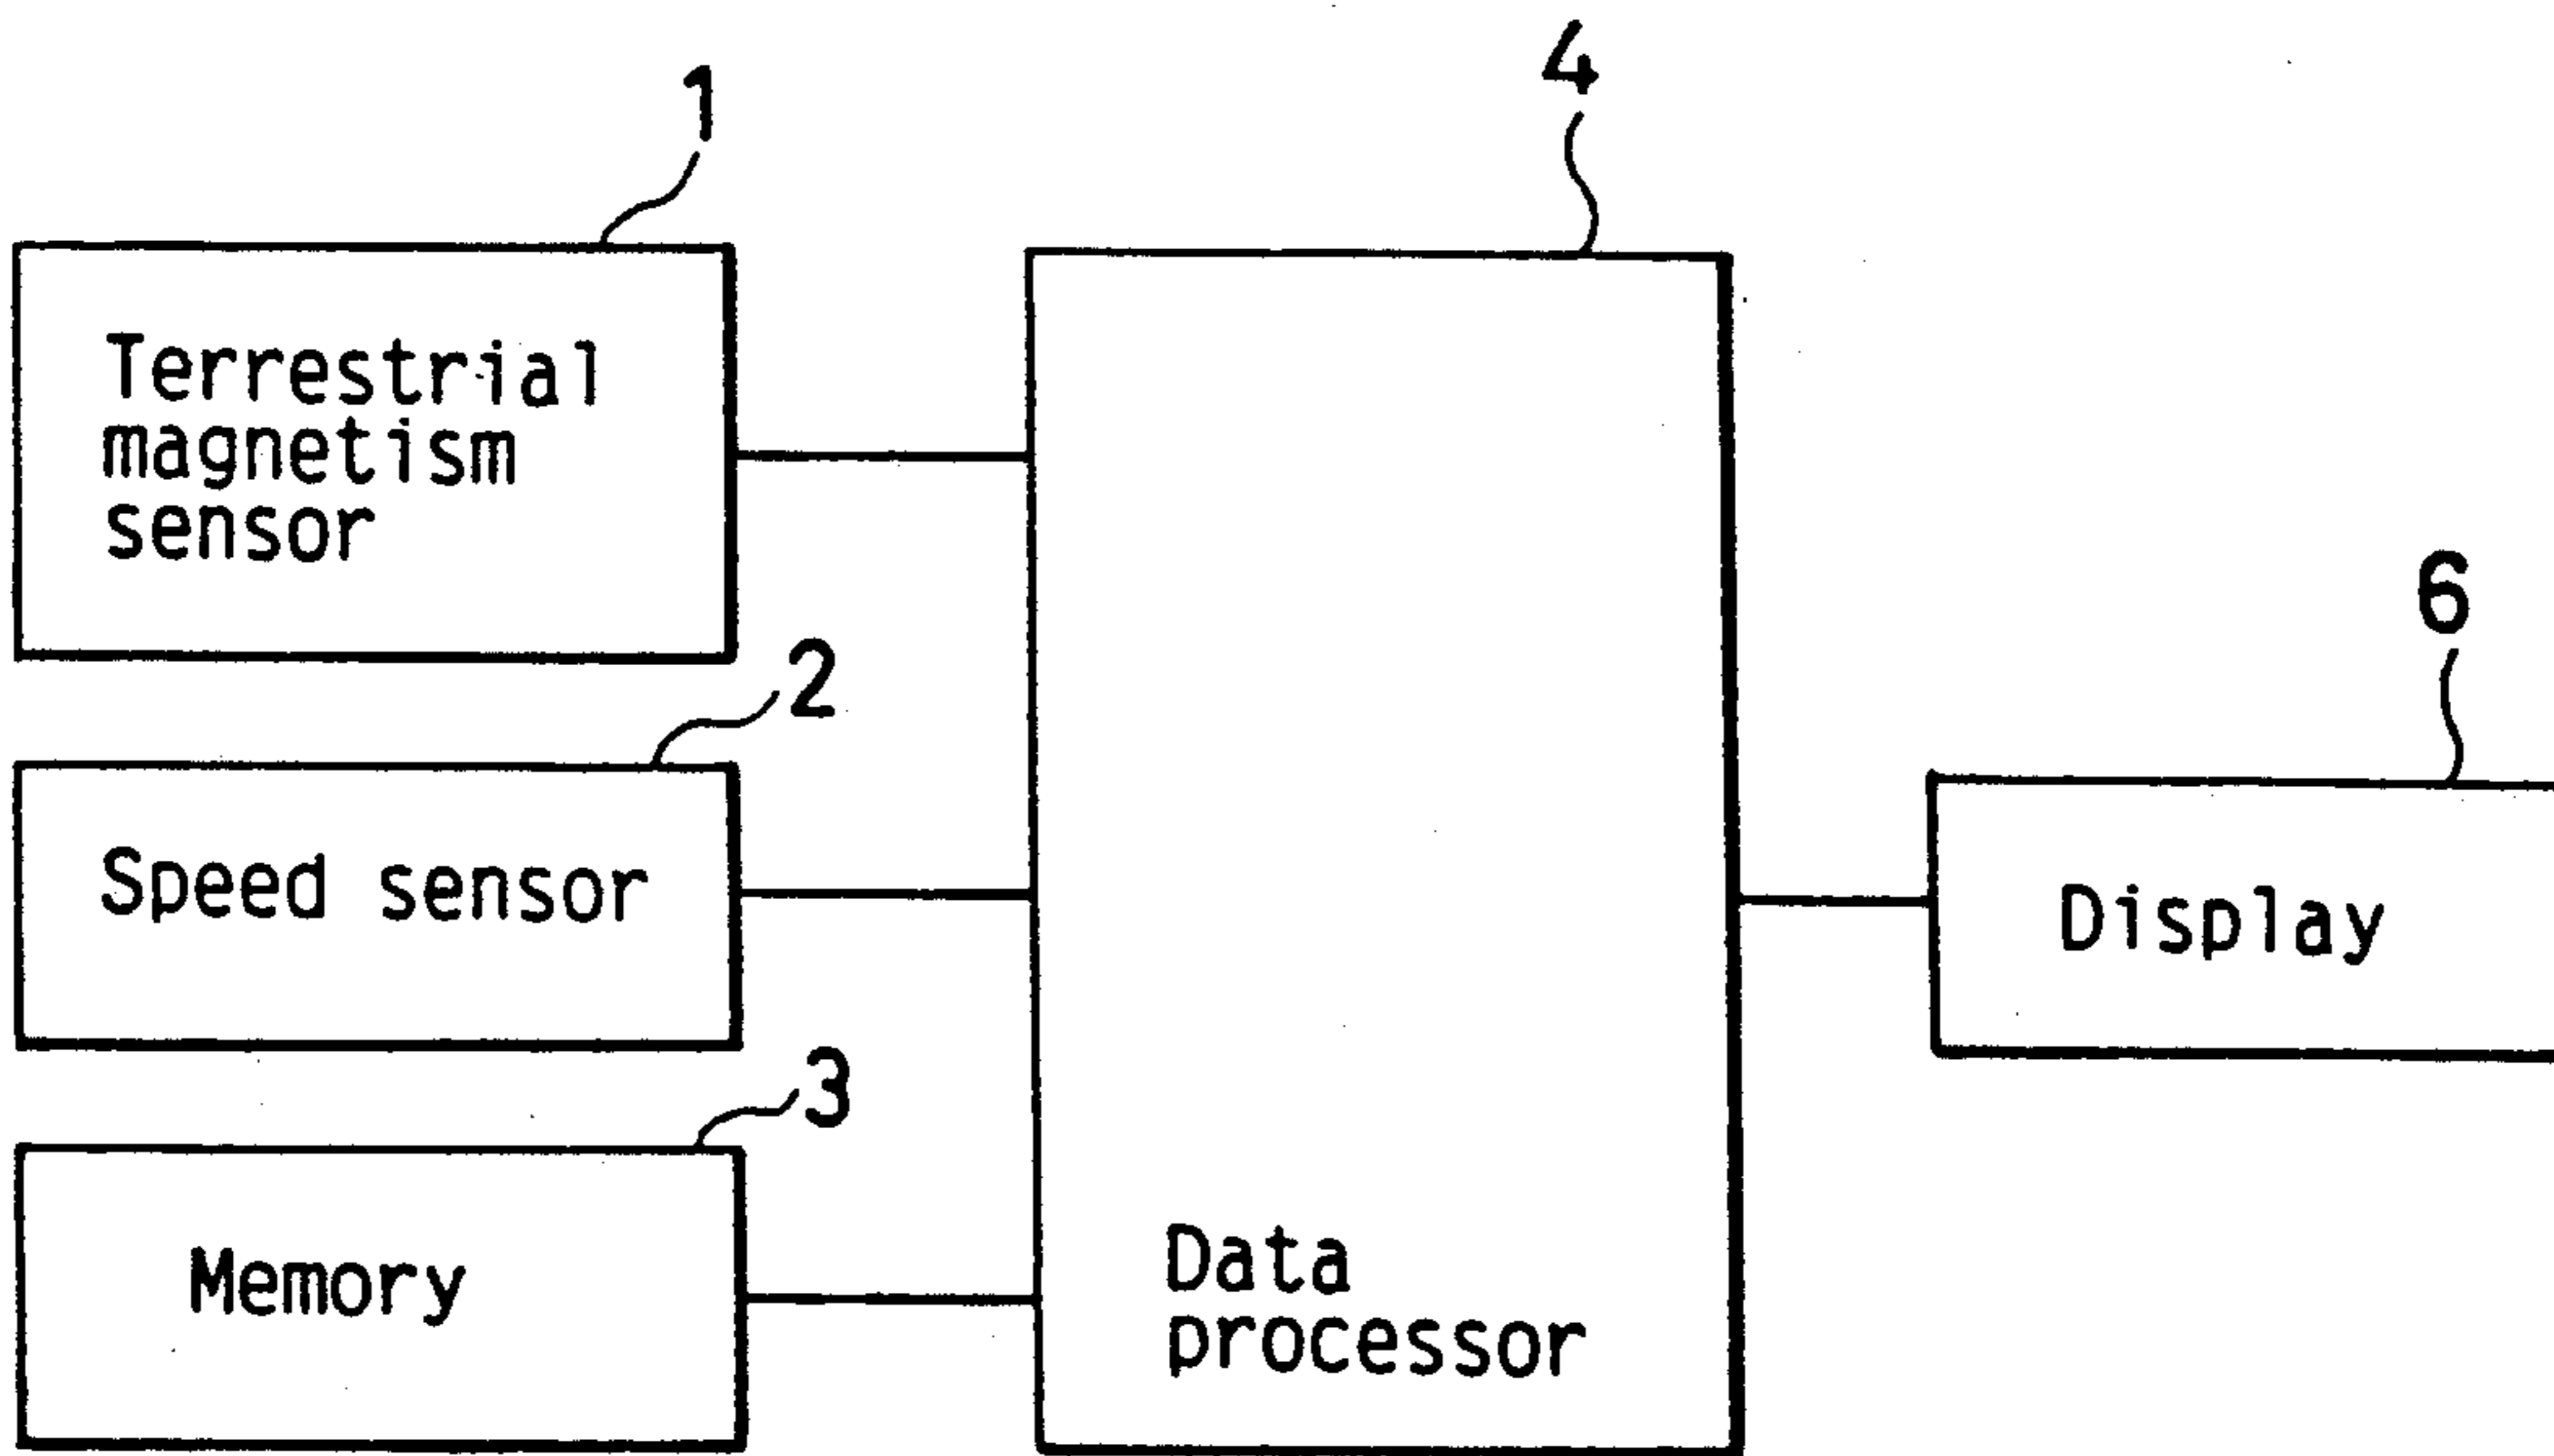 1
4
Terrestrial
magnetism
sensor
2
6
Speed sensor
Display
3
Memory
Data
processor